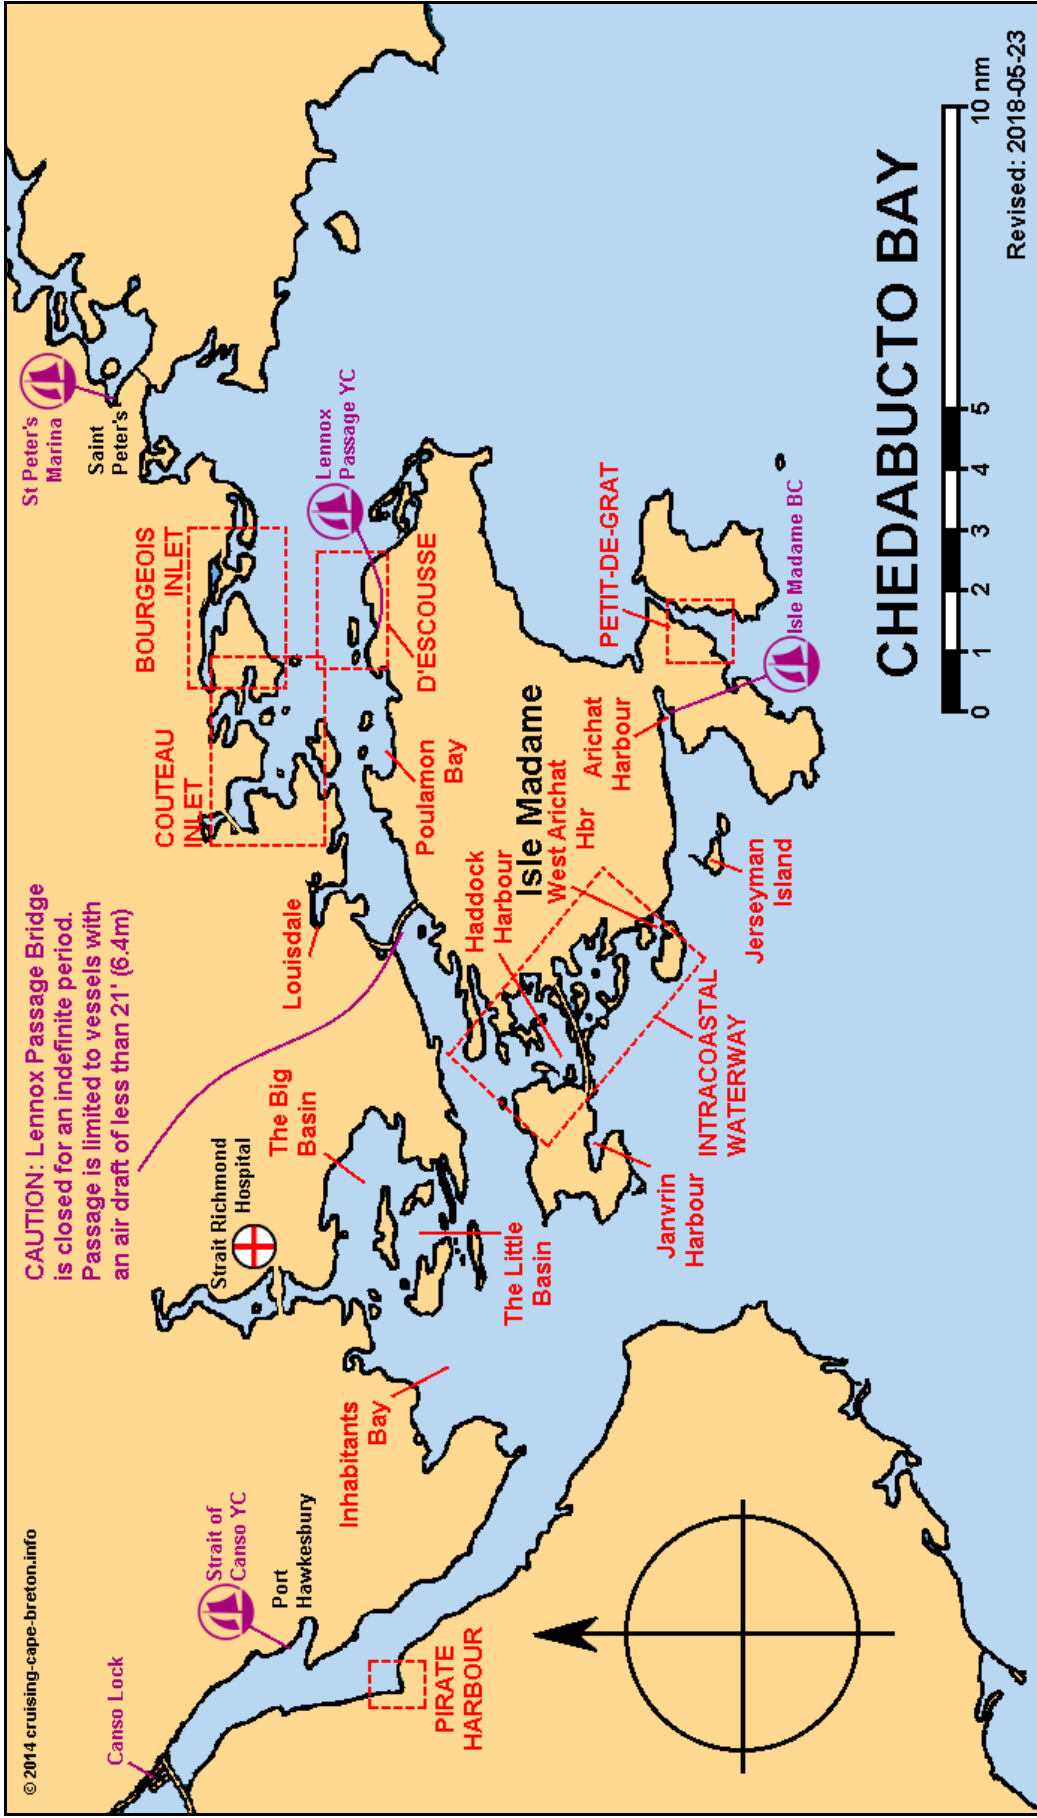 © 2014 cruising-cape-breton.info
CAUTION: Lennox Passage Bridge
is closed for an indefinite period.
Passage is limited to vessels with
an air draft of less than 21' (6.4m)
St Peter's
Marina
Saint
Peter's
Canso Lock
Strait of
Canso YC
Port
Hawkesbury
Strait Richmond
Hospital
BOURGEOIS
INLET
COUTEAU
INLET
The Big
Basin
Louisdale
Lennox
Passage YC
Inhabitants
Bay
D'ESCOUSSE
Poulamon
Bay
PIRATE
HARBOUR
Haddock
Harbour
The Little
Basin
Isle Madame
West Arichat
Hbr
Arichat
Harbour
PETIT-DE-GRAT
Janvrin
Harbour
INTRACOASTAL
WATERWAY
Jerseyman
Island
Isle Madame BC
CHEDABUCTO BAY
0 1 2 3 4 5 10 nm
Revised: 2018-05-23